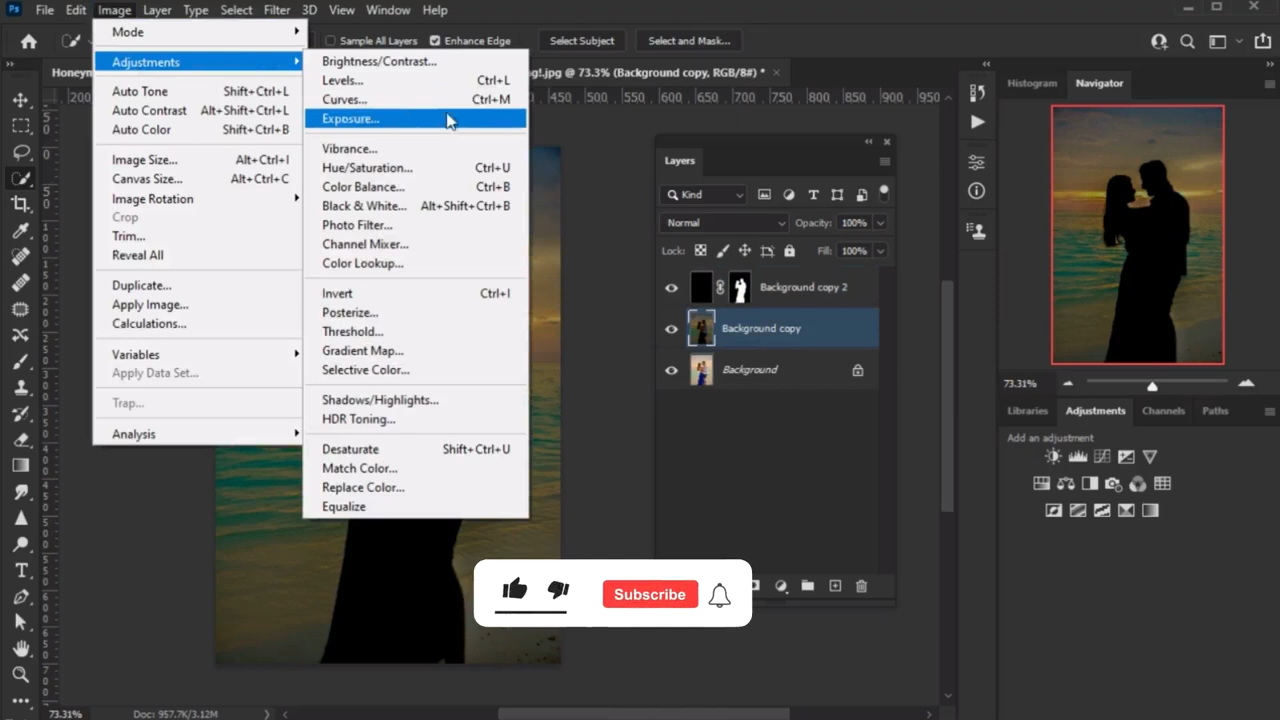 Ps File Edit Image Layer Type Select Filter 3D View Window Help
Sample All Layers Enhance Edge Select Subject Select and Mask...
Honeym
ng!.jpg @ 73.3% (Background copy, RGB/8#) *
200 450 500 550 600 650 700 750 800 850 900 950
Mode
Adjustments
Auto Tone Shift+Ctrl+L
Auto Contrast Alt+Shift+Ctrl+L
Auto Color Shift+Ctrl+B
Image Size... Alt+Ctrl+I
Canvas Size... Alt+Ctrl+C
Image Rotation
Crop
Trim...
Reveal All
Duplicate...
Apply Image...
Calculations...
Variables
Apply Data Set...
Trap...
Analysis
Brightness/Contrast...
Levels... Ctrl+L
Curves... Ctrl+M
Exposure...
Vibrance...
Hue/Saturation... Ctrl+U
Color Balance... Ctrl+B
Black & White... Alt+Shift+Ctrl+B
Photo Filter...
Channel Mixer...
Color Lookup...
Invert Ctrl+I
Posterize...
Threshold...
Gradient Map...
Selective Color...
Shadows/Highlights...
HDR Toning...
Desaturate Shift+Ctrl+U
Match Color...
Replace Color...
Equalize
Layers
Kind
Normal Opacity: 100%
Lock: Fill: 100%
Background copy 2
Background copy
Background
Histogram Navigator
73.31%
Libraries Adjustments Channels Paths
Add an adjustment
Subscribe
73.31% Doc: 957.7K/3.12M